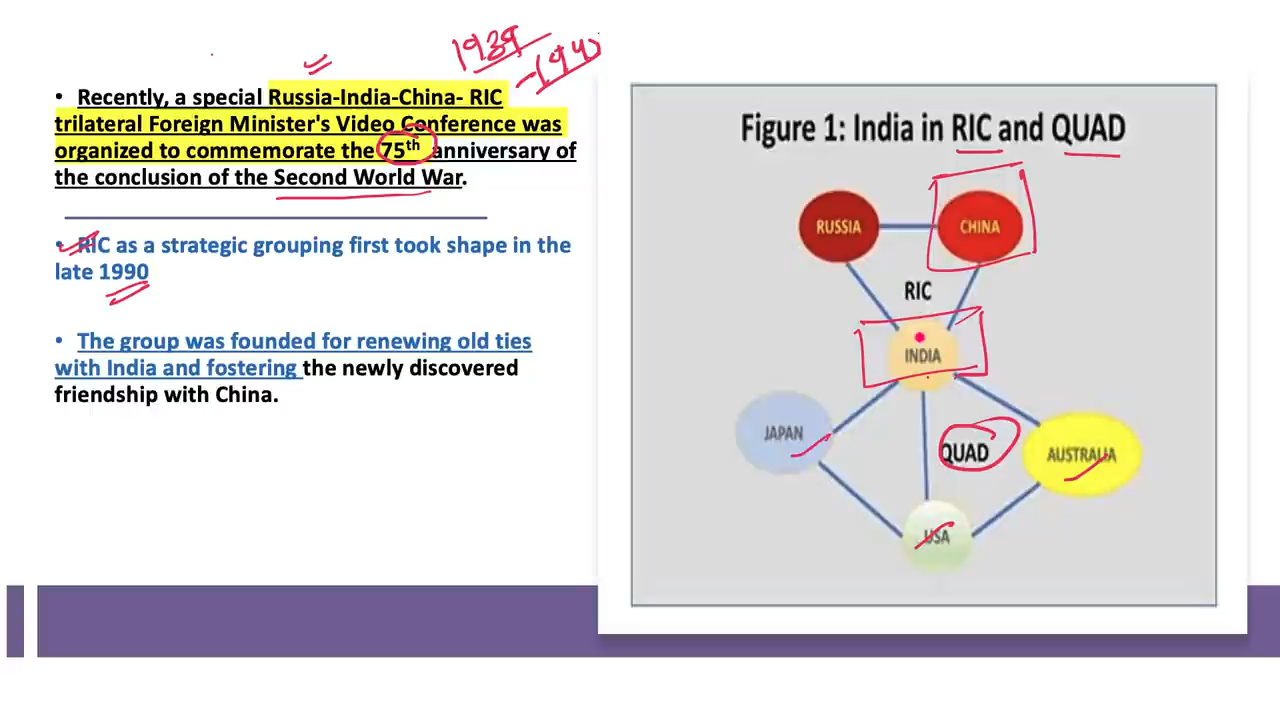 1939
-194
• Recently, a special Russia-India-China- RIC
trilateral Foreign Minister's Video Conference was
organized to commemorate the 75th anniversary of
the conclusion of the Second World War.
• RIC as a strategic grouping first took shape in the
late 1990
• The group was founded for renewing old ties
with India and fostering the newly discovered
friendship with China.
Figure 1: India in RIC and QUAD
RUSSIA
CHINA
RIC
INDIA
JAPAN
QUAD
AUSTRALIA
USA